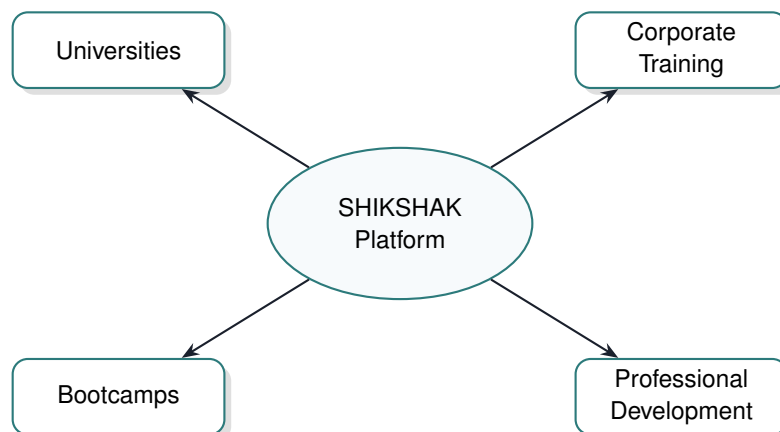 Universities
Corporate
Training
SHIKSHAK
Platform
Bootcamps
Professional
Development